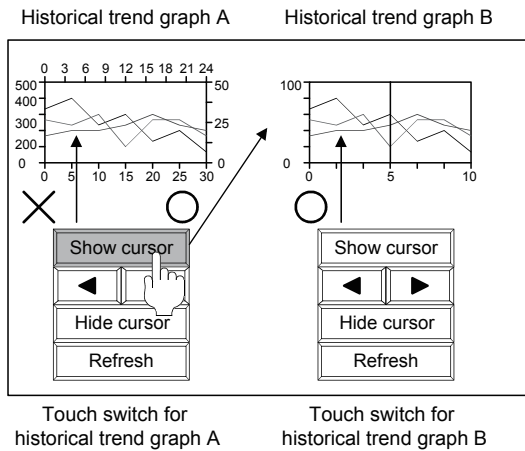 Historical trend graph A
Historical trend graph B
0 3 6 9 12 15 18 21 24
500
400
300
200
100
0
50
25
0
0 5 10 15 20 25 30
100
0
0 5 10
Show cursor
Hide cursor
Refresh
Show cursor
Hide cursor
Refresh
Touch switch for
historical trend graph A
Touch switch for
historical trend graph B